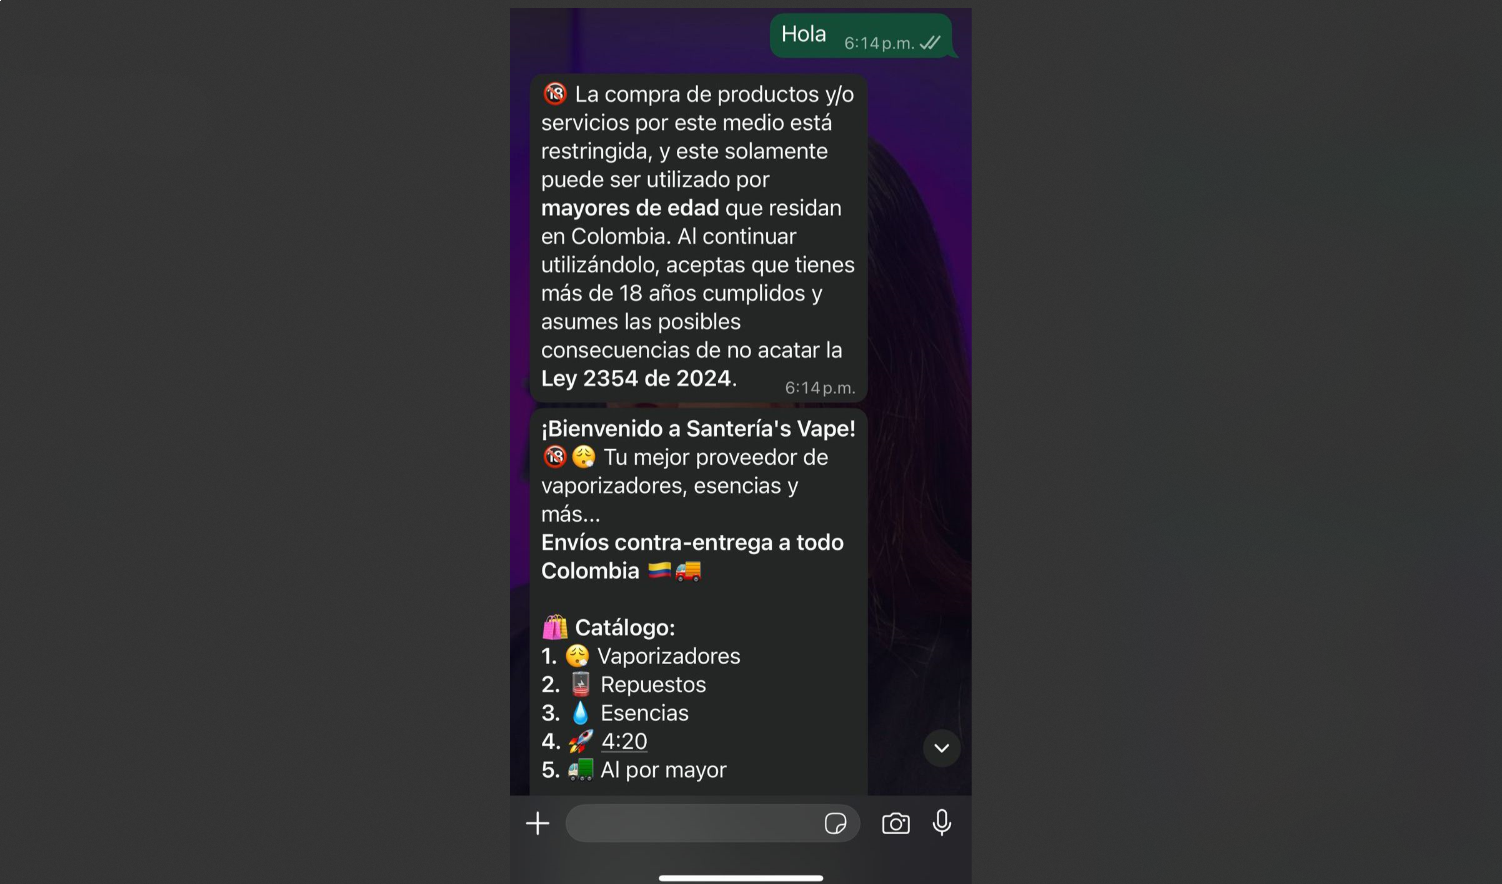 Hola 6:14 p.m.
🔞 La compra de productos y/o
servicios por este medio está
restringida, y este solamente
puede ser utilizado por
mayores de edad que residan
en Colombia. Al continuar
utilizándolo, aceptas que tienes
más de 18 años cumplidos y
asumes las posibles
consecuencias de no acatar la
Ley 2354 de 2024. 6:14 p.m.
¡Bienvenido a Santería's Vape!
🔞😮‍💨 Tu mejor proveedor de
vaporizadores, esencias y
más...
Envíos contra-entrega a todo
Colombia 🇨🇴🚚
🛍️ Catálogo:
1. 😮‍💨 Vaporizadores
2. 🪫 Repuestos
3. 💧 Esencias
4. 🚀 4:20
5. 🚛 Al por mayor